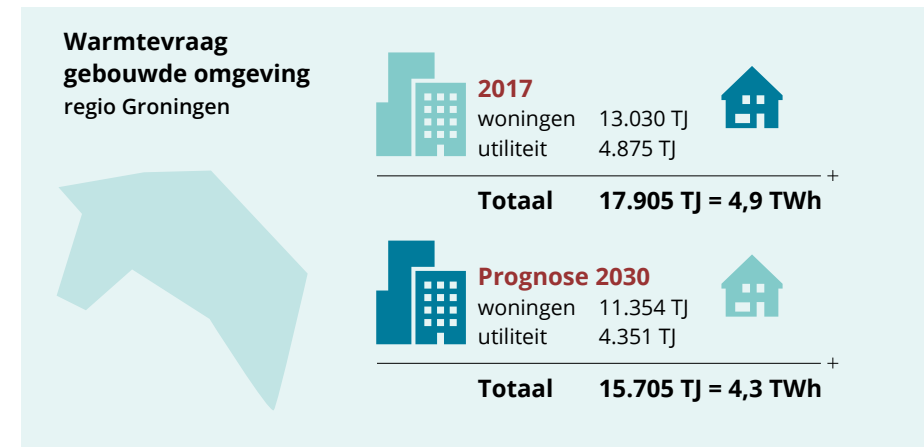 Warmtevraag
gebouwde omgeving
regio Groningen
2017
woningen 13.030 TJ
utiliteit 4.875 TJ
+
Totaal 17.905 TJ = 4,9 TWh
Prognose 2030
woningen 11.354 TJ
utiliteit 4.351 TJ
+
Totaal 15.705 TJ = 4,3 TWh